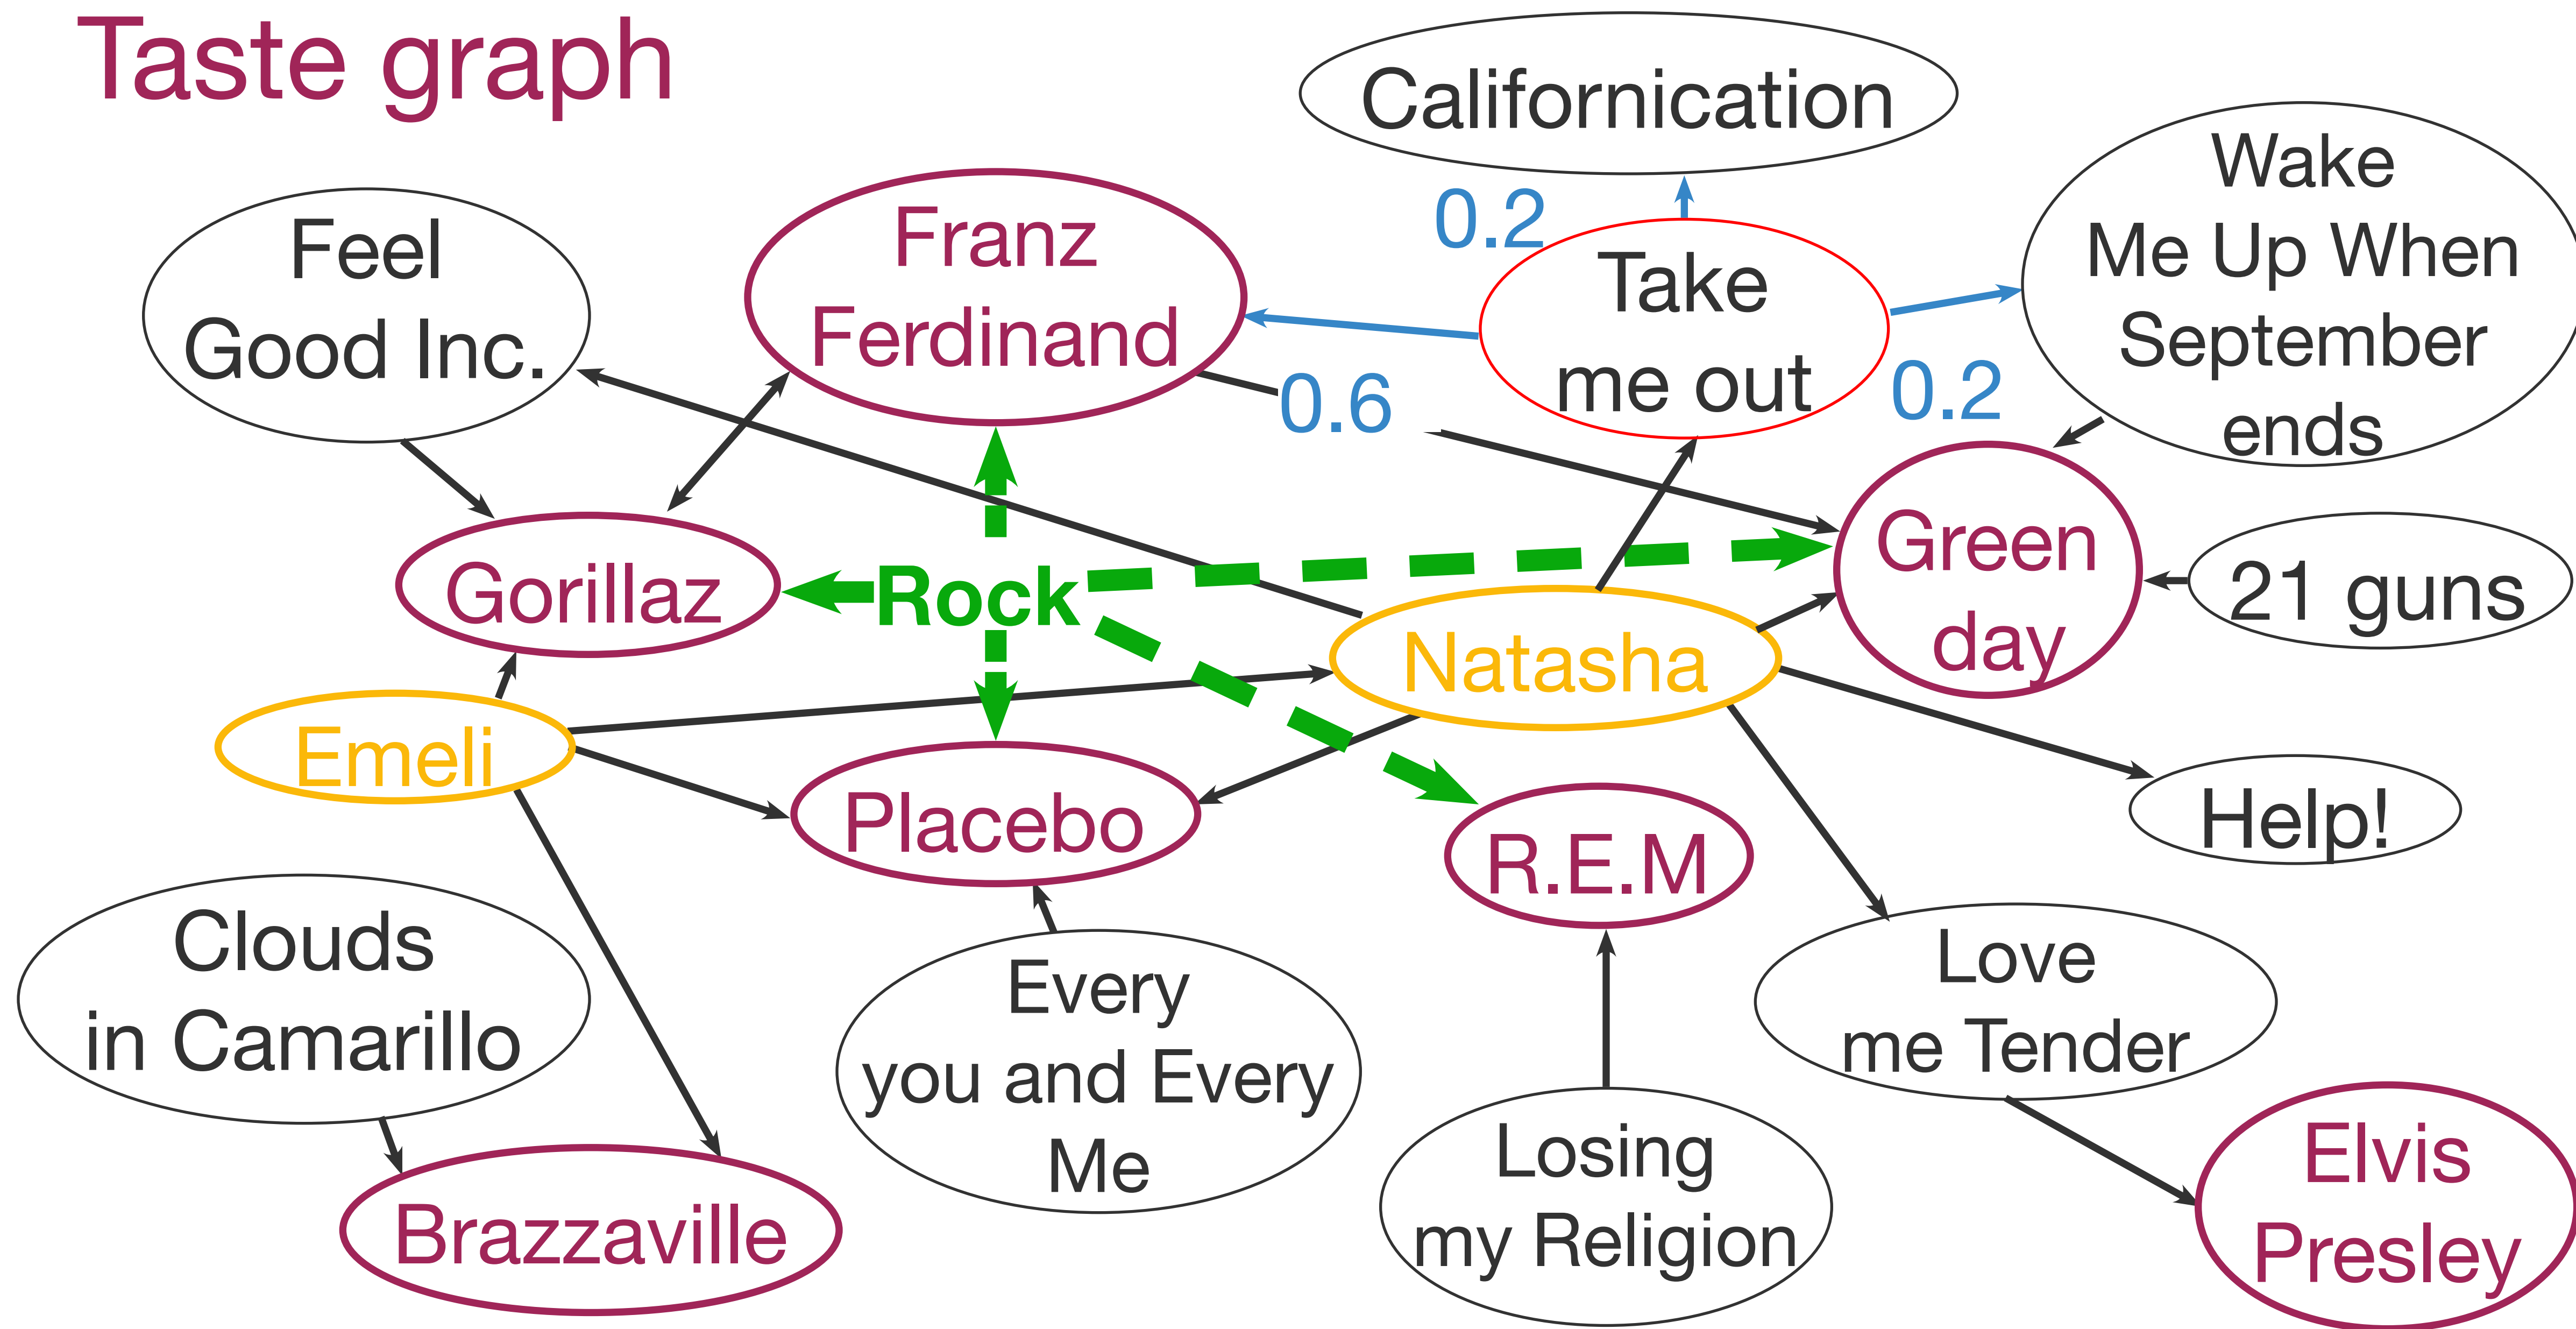 Taste graph
Californication
Wake
Me Up When
September
ends
Feel
Good Inc.
Franz
Ferdinand
0.2
Take
me out
0.6
0.2
Gorillaz
Rock
Green
day
21 guns
Natasha
Emeli
Placebo
R.E.M
Help!
Clouds
in Camarillo
Every
you and Every
Me
Love
me Tender
Losing
my Religion
Brazzaville
Elvis
Presley